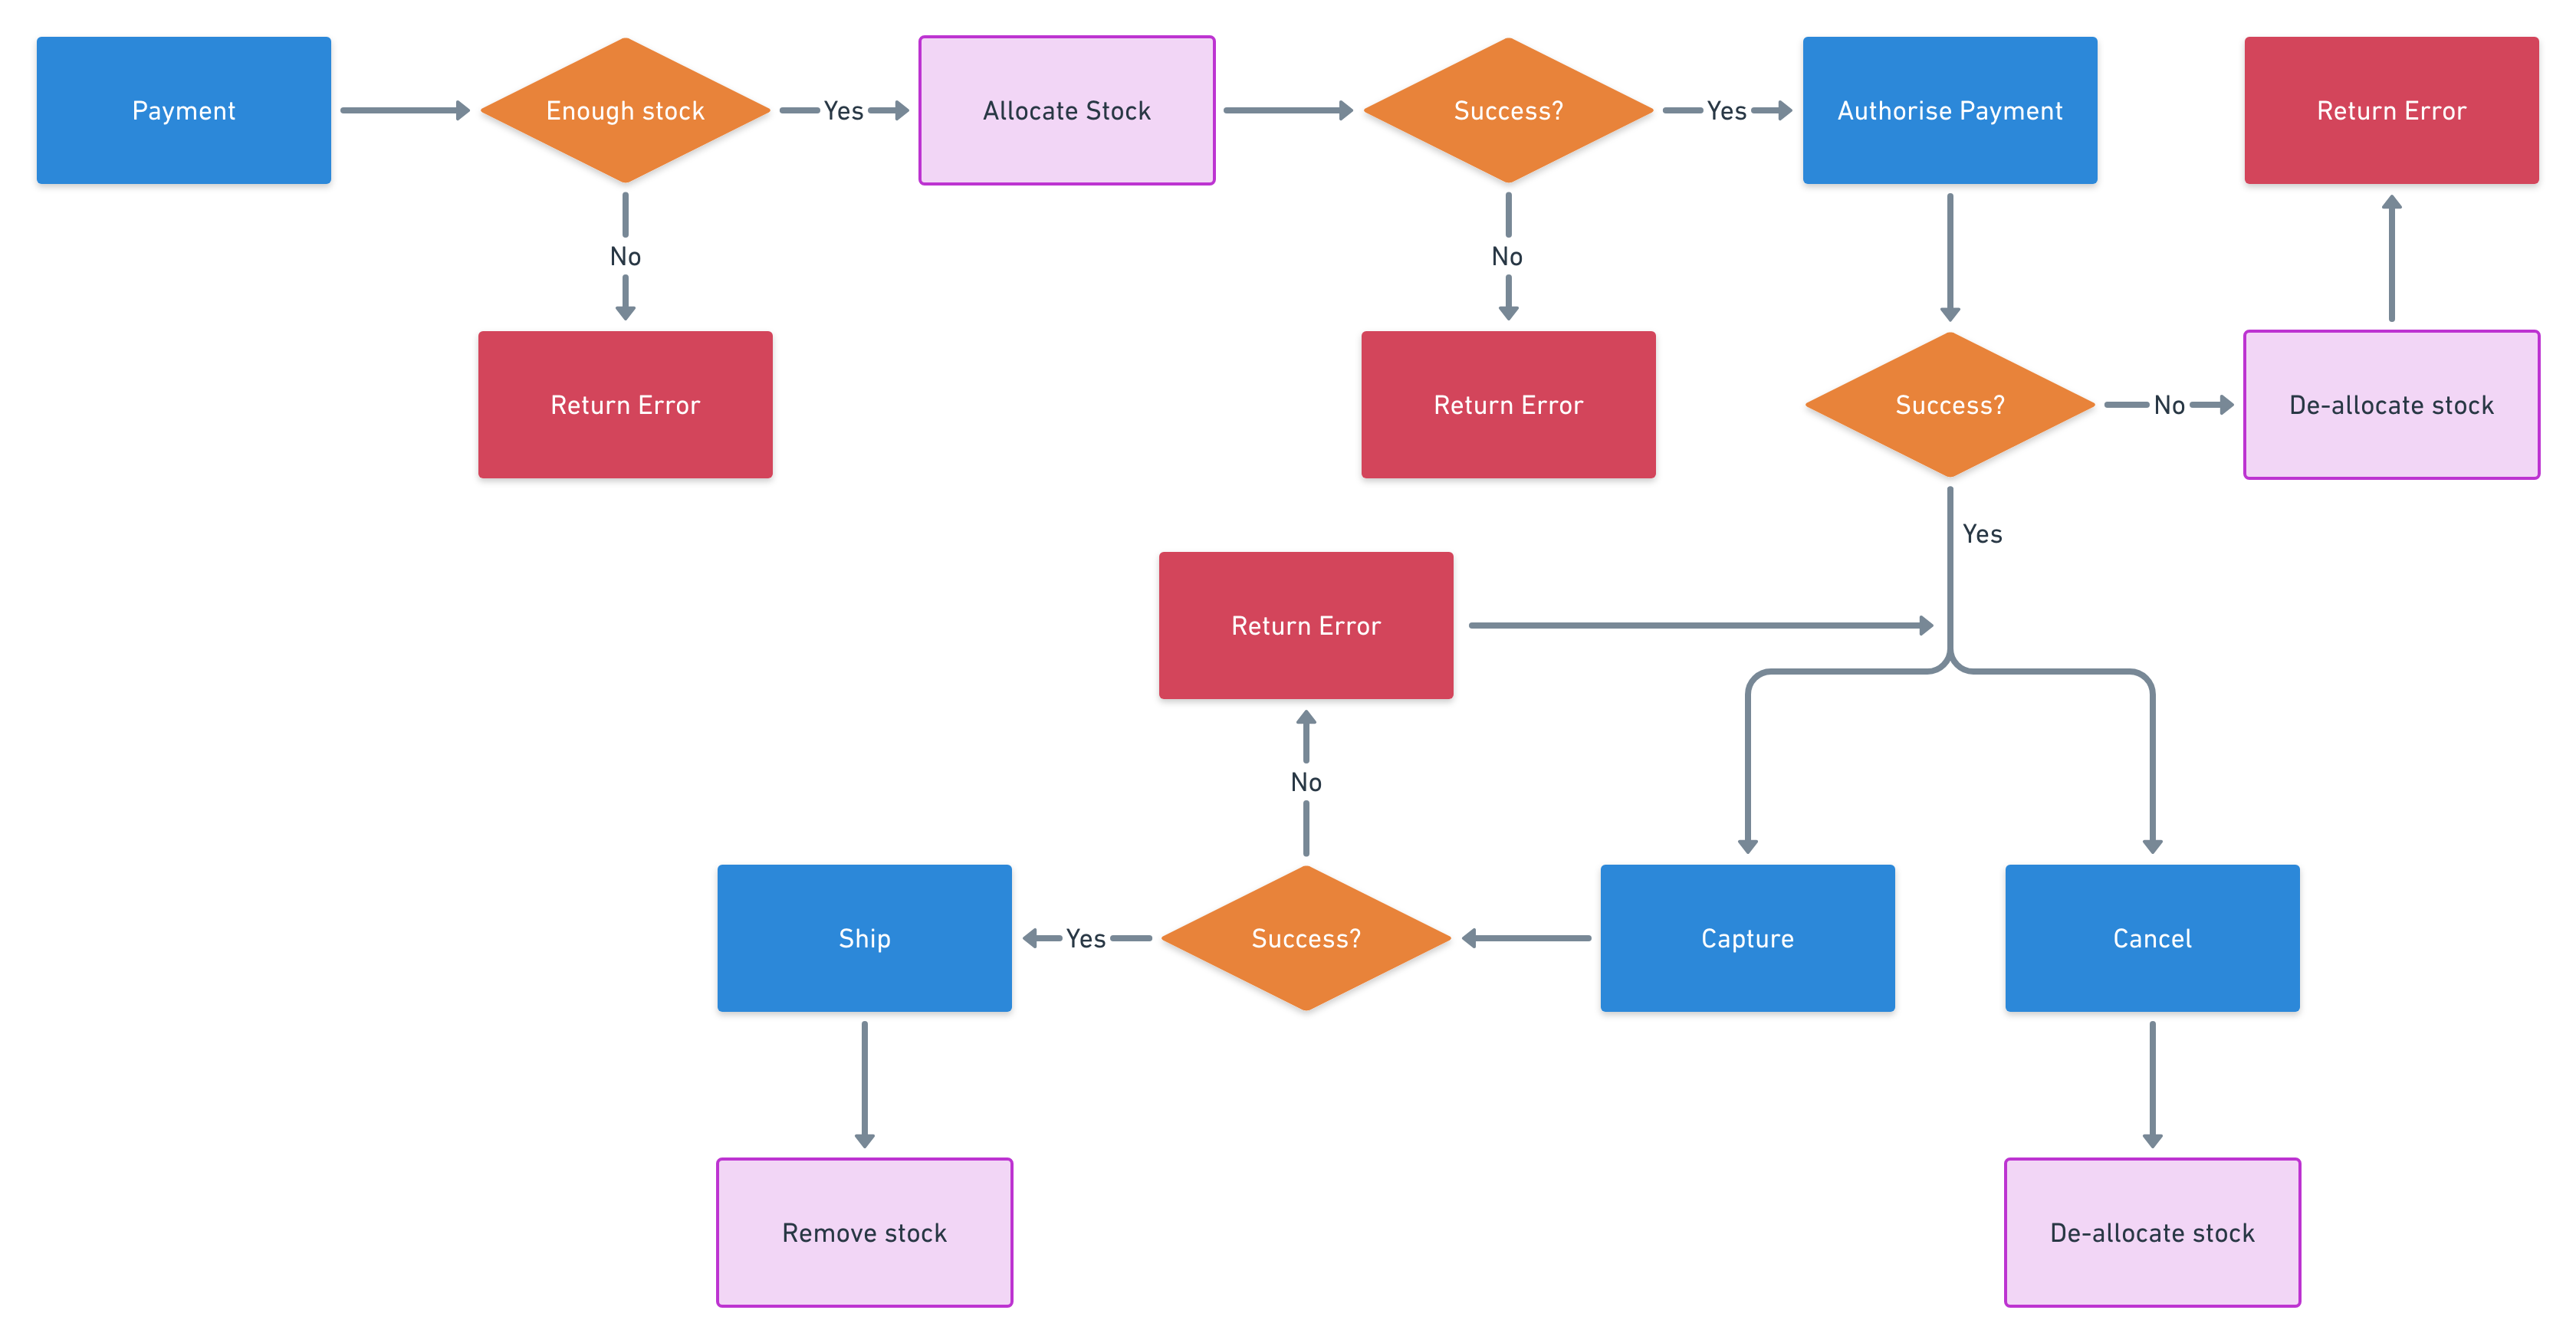 Payment
Enough stock
Yes
Allocate Stock
Success?
Yes
Authorise Payment
Return Error
No
No
Return Error
Return Error
Success?
No
De-allocate stock
Yes
Return Error
No
Ship
Yes
Success?
Capture
Cancel
Remove stock
De-allocate stock